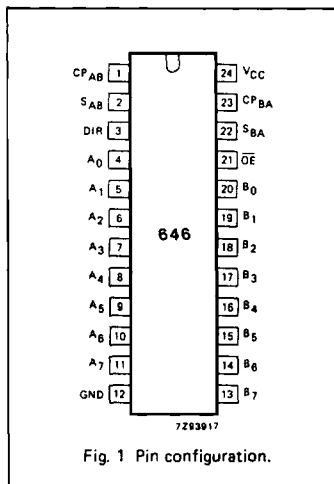 CPAB 1 24 VCC
SAB 2 23 CPBA
DIR 3 22 SBA
A0 4 21 OE
A1 5 20 B0
A2 6 19 B1
646
A3 7 18 B2
A4 8 17 B3
A5 9 16 B4
A6 10 15 B5
A7 11 14 B6
GND 12 13 B7
7Z93917
Fig. 1 Pin configuration.